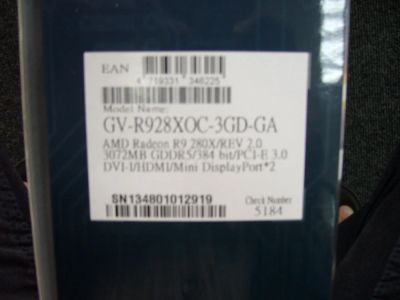 EAN
4 719331 346225
Model Name:
GV-R928XOC-3GD-GA
AMD Radeon R9 280X/REV 2.0
3072MB GDDR5/384 bit/PCI-E 3.0
DVI-I/HDMI/Mini DisplayPort*2
SN134801012919
Check Number
5184